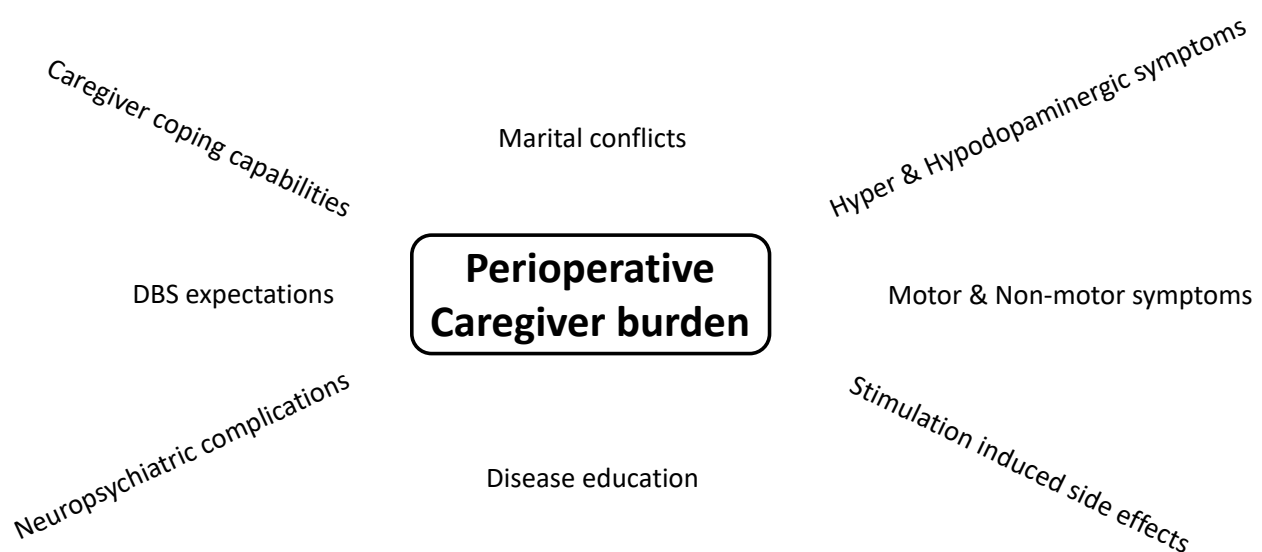 Caregiver coping capabilities
Marital conflicts
Hyper & Hypodopaminergic symptoms
DBS expectations
Perioperative
Caregiver burden
Motor & Non-motor symptoms
Neuropsychiatric complications
Disease education
Stimulation induced side effects